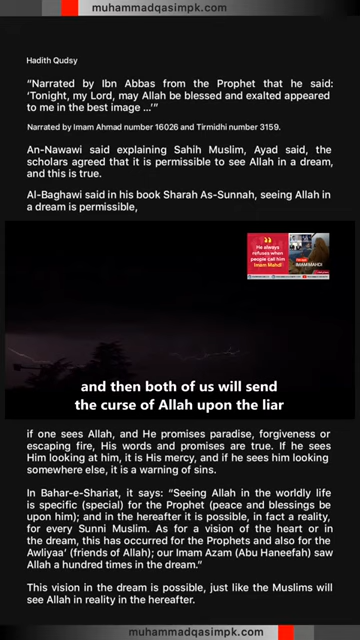 muhammadqasimpk.com
Hadith Qudsy
“Narrated by Ibn Abbas from the Prophet that he said:
‘Tonight, my Lord, may Allah be blessed and exalted appeared
to me in the best image ...’”
Narrated by Imam Ahmad number 16026 and Tirmidhi number 3159.
An-Nawawi said explaining Sahih Muslim, Ayad said, the
scholars agreed that it is permissible to see Allah in a dream,
and this is true.
Al-Baghawi said in his book Sharah As-Sunnah, seeing Allah in
a dream is permissible,
He always
refuses when
people call him
Imam Mahdi
IMAM MAHDI
and then both of us will send
the curse of Allah upon the liar
if one sees Allah, and He promises paradise, forgiveness or
escaping fire, His words and promises are true. If he sees
Him looking at him, it is His mercy, and if he sees him looking
somewhere else, it is a warning of sins.
In Bahar-e-Shariat, it says: “Seeing Allah in the worldly life
is specific (special) for the Prophet (peace and blessings be
upon him); and in the hereafter it is possible, in fact a reality,
for every Sunni Muslim. As for a vision of the heart or in
the dream, this has occurred for the Prophets and also for the
Awliyaa’ (friends of Allah); our Imam Azam (Abu Haneefah) saw
Allah a hundred times in the dream.”
This vision in the dream is possible, just like the Muslims will
see Allah in reality in the hereafter.
muhammadqasimpk.com